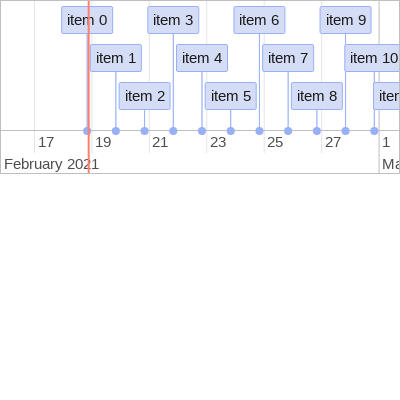 item 0
item 3
item 6
item 9
item 1
item 4
item 7
item 10
item 2
item 5
item 8
17
19
21
23
25
27
1
February 2021